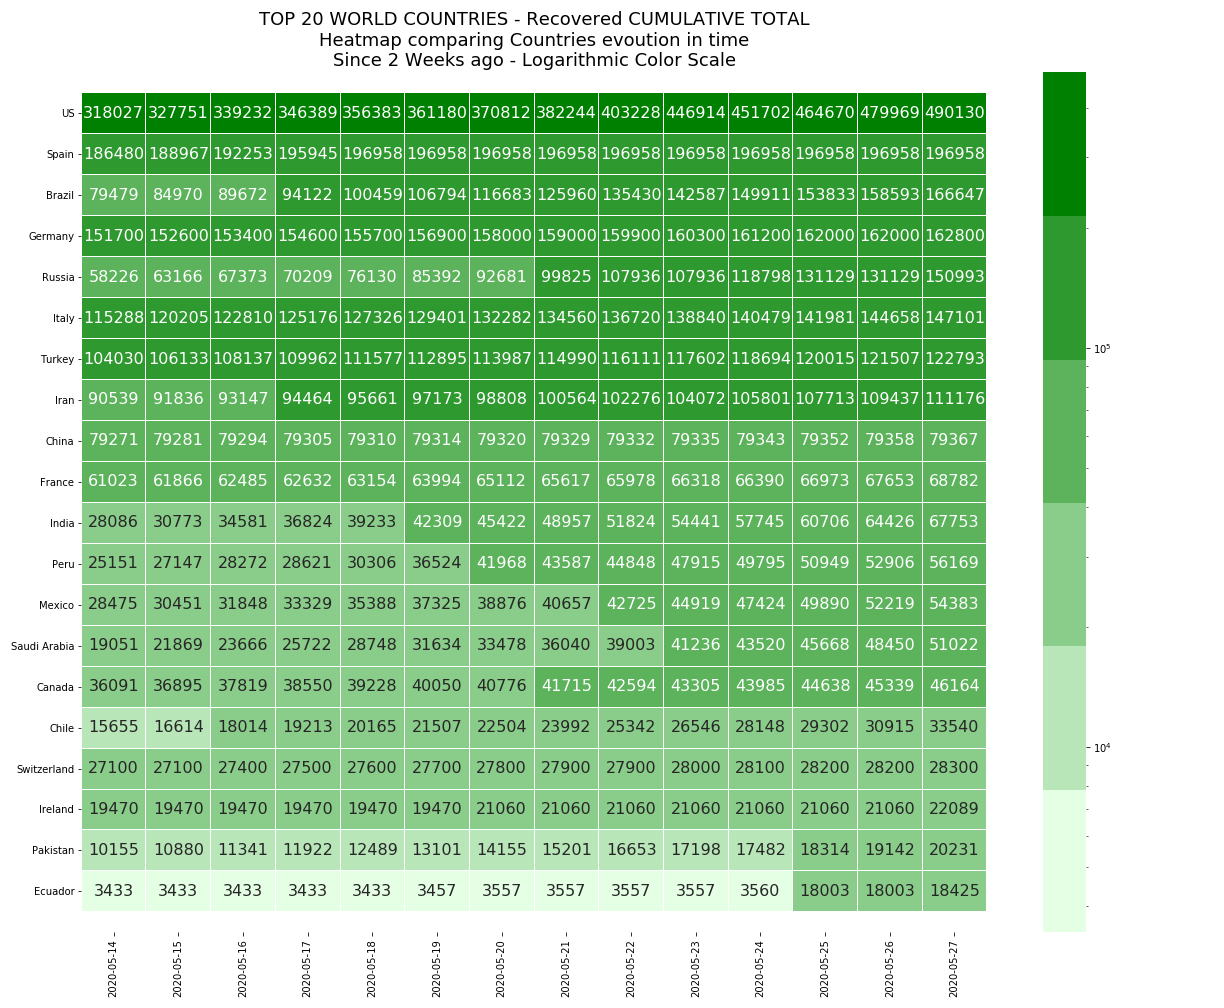 TOP 20 WORLD COUNTRIES - Recovered CUMULATIVE TOTAL
Heatmap comparing Countries evoution in time
Since 2 Weeks ago - Logarithmic Color Scale
US 318027 327751 339232 346389 356383 361180 370812 382244 403228 446914 451702 464670 479969 490130
Spain 186480 188967 192253 195945 196958 196958 196958 196958 196958 196958 196958 196958 196958 196958
Brazil 79479 84970 89672 94122 100459 106794 116683 125960 135430 142587 149911 153833 158593 166647
Germany 151700 152600 153400 154600 155700 156900 158000 159000 159900 160300 161200 162000 162000 162800
Russia 58226 63166 67373 70209 76130 85392 92681 99825 107936 107936 118798 131129 131129 150993
Italy 115288 120205 122810 125176 127326 129401 132282 134560 136720 138840 140479 141981 144658 147101
Turkey 104030 106133 108137 109962 111577 112895 113987 114990 116111 117602 118694 120015 121507 122793
10⁵
Iran 90539 91836 93147 94464 95661 97173 98808 100564 102276 104072 105801 107713 109437 111176
China 79271 79281 79294 79305 79310 79314 79320 79329 79332 79335 79343 79352 79358 79367
France 61023 61866 62485 62632 63154 63994 65112 65617 65978 66318 66390 66973 67653 68782
India 28086 30773 34581 36824 39233 42309 45422 48957 51824 54441 57745 60706 64426 67753
Peru 25151 27147 28272 28621 30306 36524 41968 43587 44848 47915 49795 50949 52906 56169
Mexico 28475 30451 31848 33329 35388 37325 38876 40657 42725 44919 47424 49890 52219 54383
Saudi Arabia 19051 21869 23666 25722 28748 31634 33478 36040 39003 41236 43520 45668 48450 51022
Canada 36091 36895 37819 38550 39228 40050 40776 41715 42594 43305 43985 44638 45339 46164
Chile 15655 16614 18014 19213 20165 21507 22504 23992 25342 26546 28148 29302 30915 33540
10⁴
Switzerland 27100 27100 27400 27500 27600 27700 27800 27900 27900 28000 28100 28200 28200 28300
Ireland 19470 19470 19470 19470 19470 19470 21060 21060 21060 21060 21060 21060 21060 22089
Pakistan 10155 10880 11341 11922 12489 13101 14155 15201 16653 17198 17482 18314 19142 20231
Ecuador 3433 3433 3433 3433 3433 3457 3557 3557 3557 3557 3560 18003 18003 18425
2020-05-14 2020-05-15 2020-05-16 2020-05-17 2020-05-18 2020-05-19 2020-05-20 2020-05-21 2020-05-22 2020-05-23 2020-05-24 2020-05-25 2020-05-26 2020-05-27